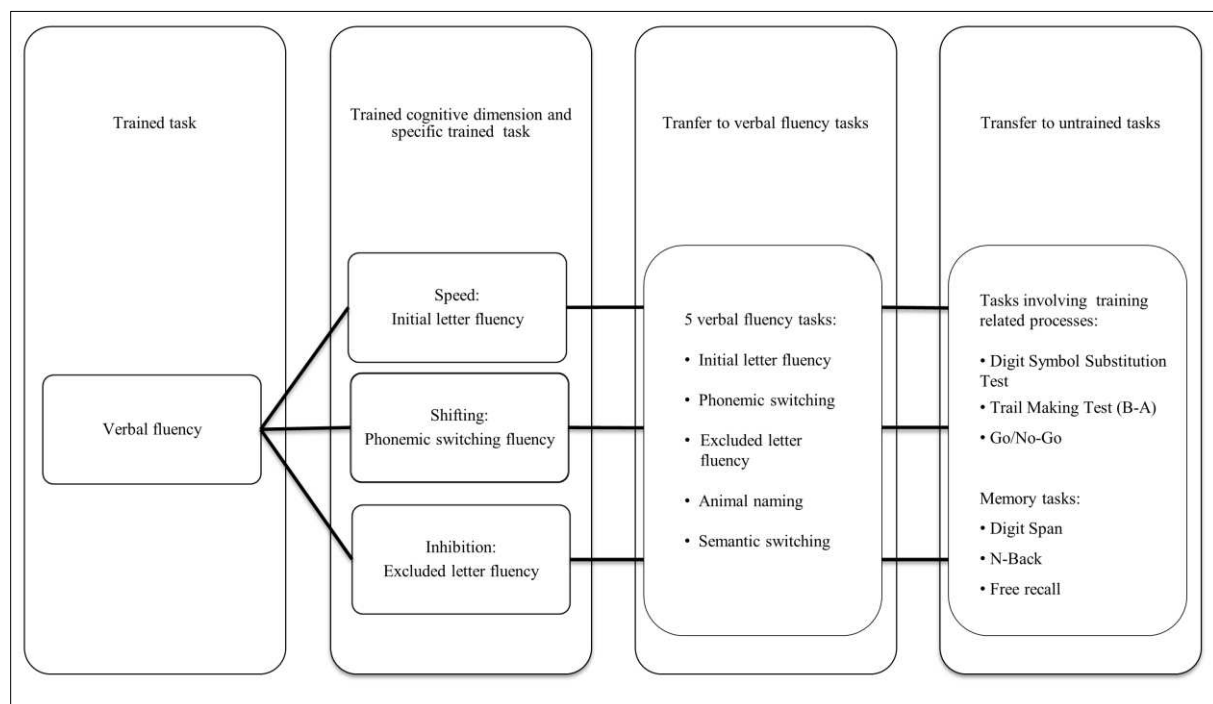 Trained task
Verbal fluency
Trained cognitive dimension and
specific trained task
Speed:
Initial letter fluency
Shifting:
Phonemic switching fluency
Inhibition:
Excluded letter fluency
Tranfer to verbal fluency tasks
5 verbal fluency tasks:
• Initial letter fluency
• Phonemic switching
• Excluded letter
fluency
• Animal naming
• Semantic switching
Transfer to untrained tasks
Tasks involving training
related processes:
• Digit Symbol Substitution
Test
• Trail Making Test (B-A)
• Go/No-Go
Memory tasks:
• Digit Span
• N-Back
• Free recall